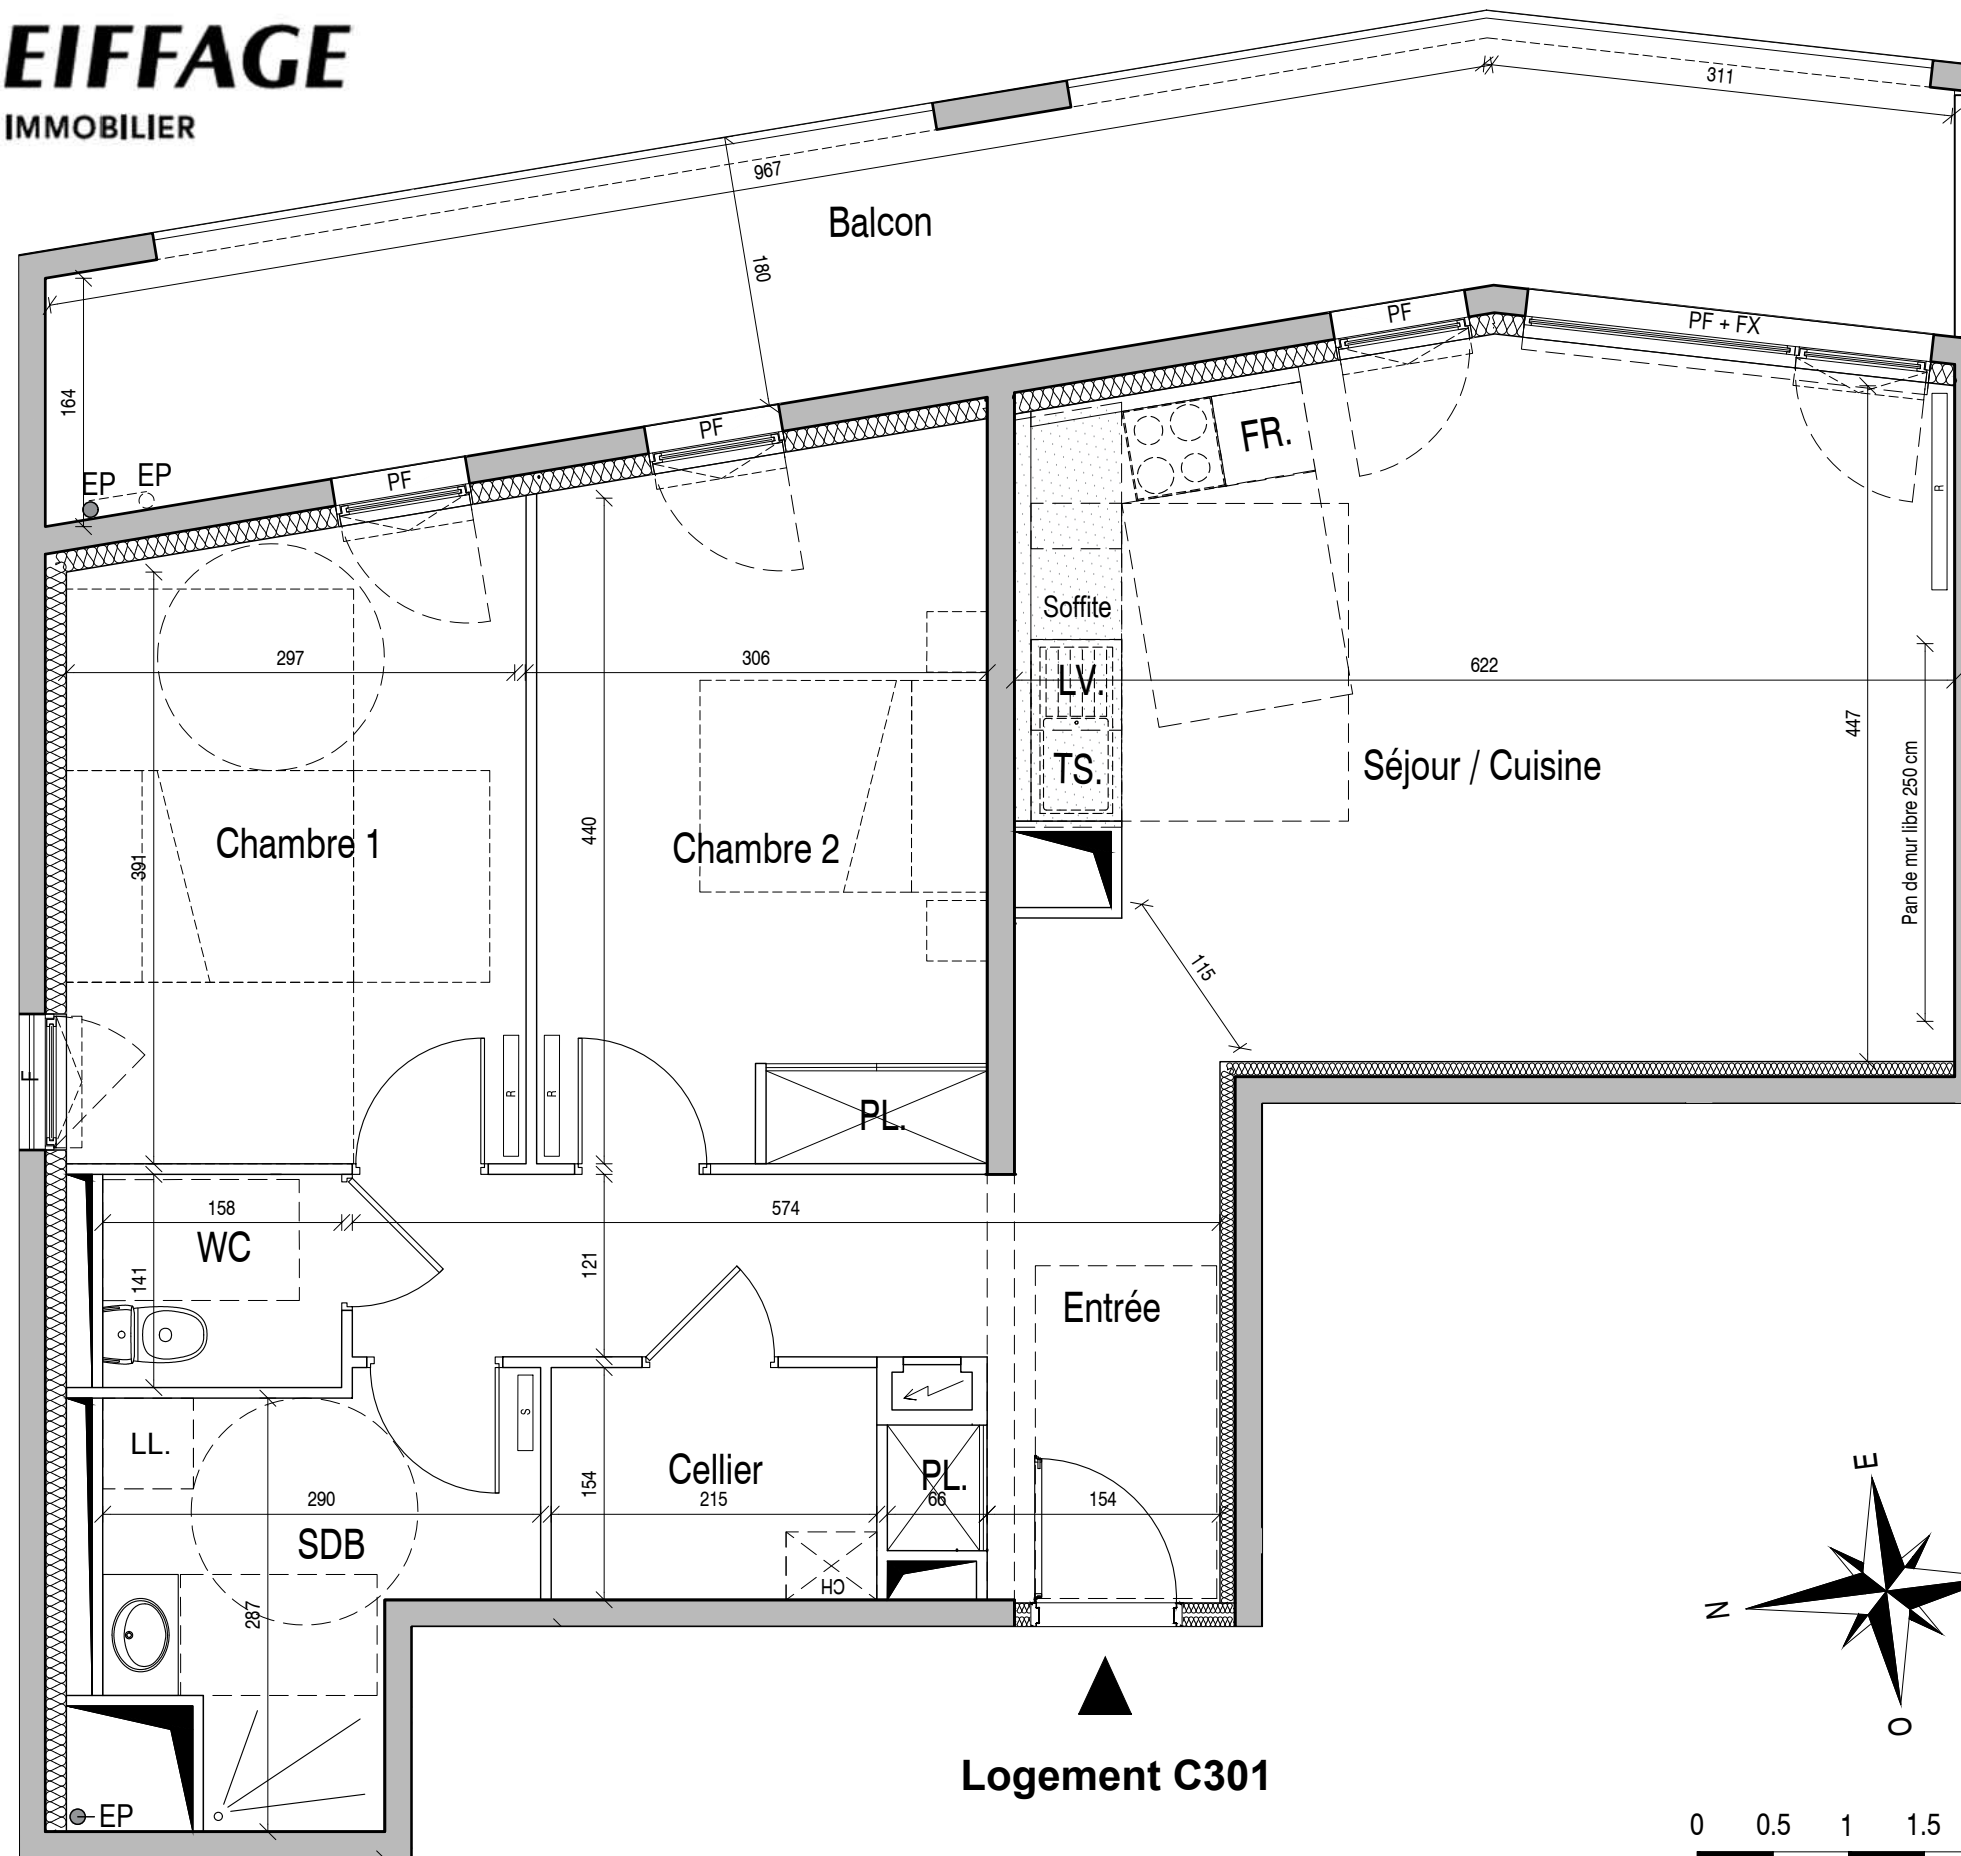 EIFFAGE
IMMOBILIER
311
967
Balcon
180
PF
PF + FX
164
PF
FR.
EP EP
PF
R
Soffite
297
306
622
LV.
447
TS.
Séjour / Cuisine
Pan de mur libre 250 cm
440
Chambre 1
Chambre 2
391
115
F
R
R
PL.
158
574
WC
141
121
Entrée
S
LL.
Cellier
154
PL.
290
215
66
154
SDB
CH
287
E
N
O
Logement C301
EP
0 0.5 1 1.5